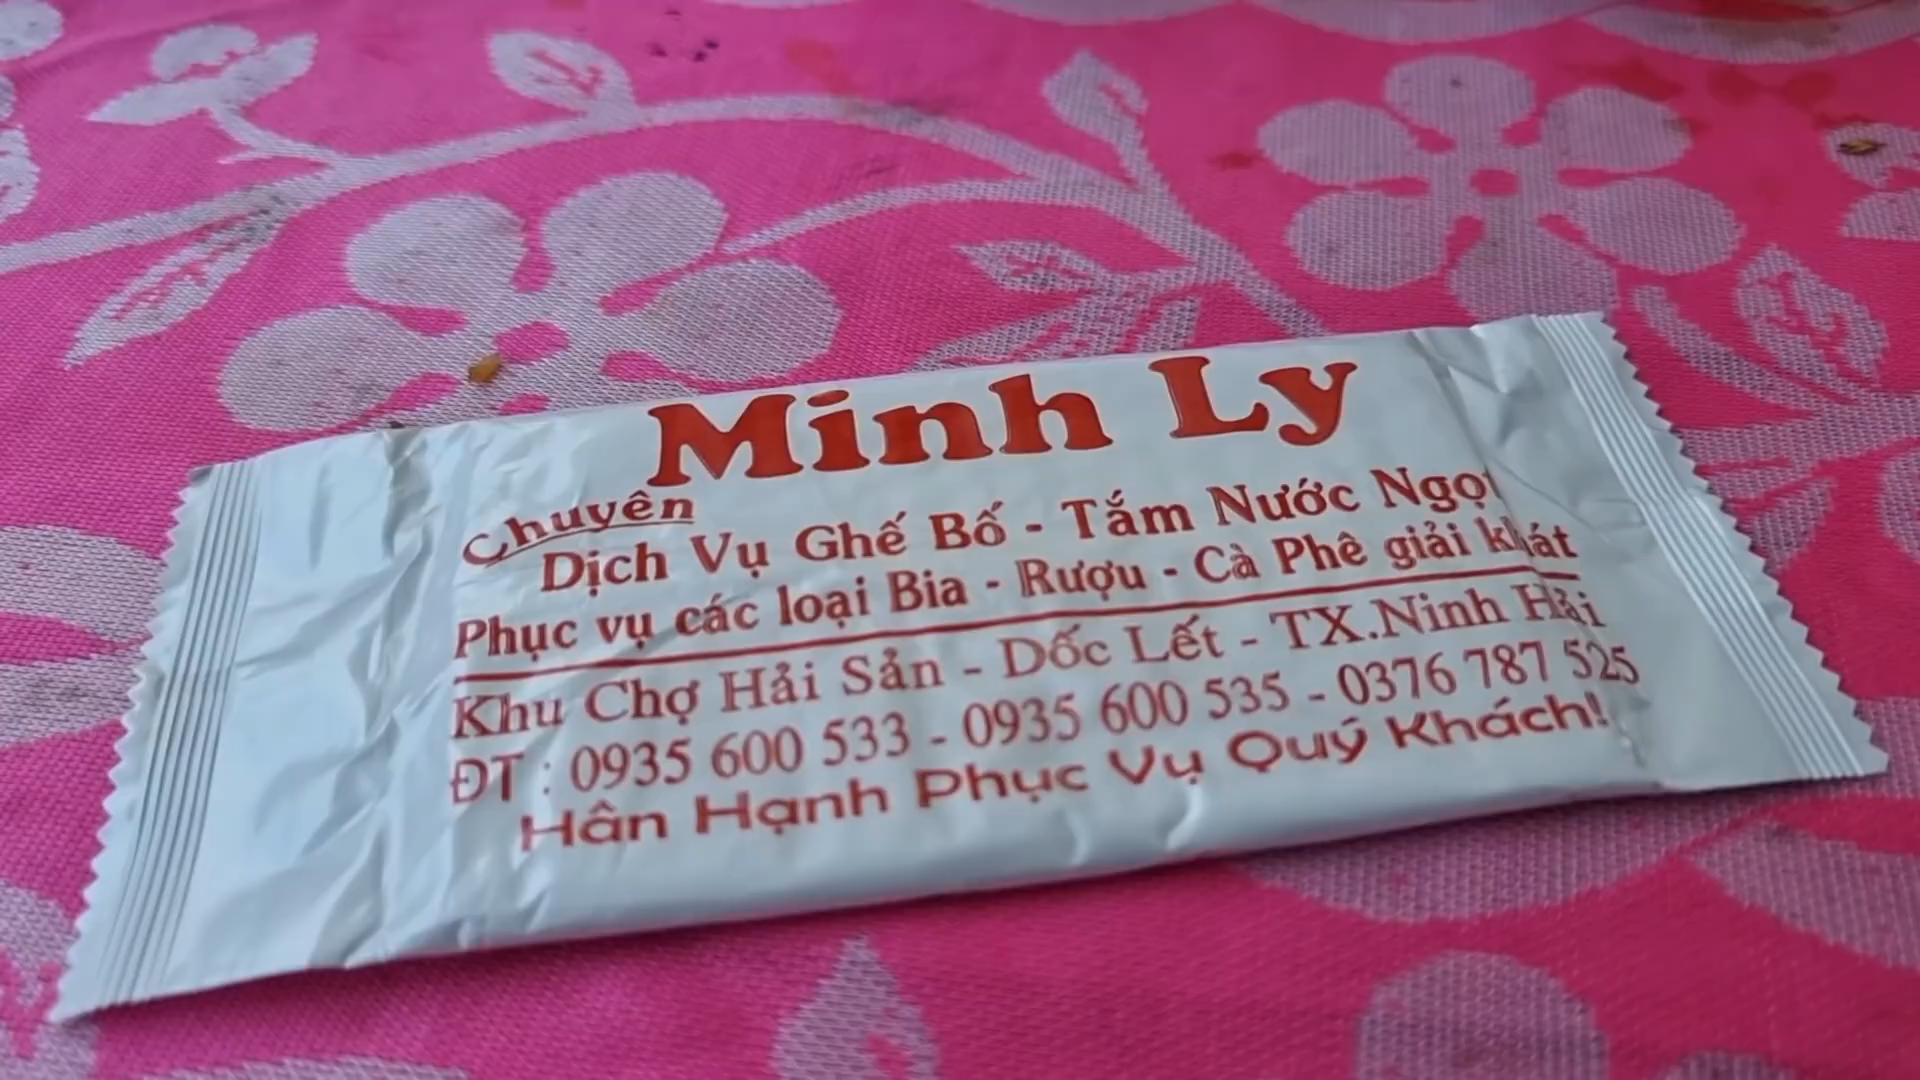 Minh Ly
Chuyên
Dịch Vụ Ghế Bố - Tắm Nước Ngọt
Phục vụ các loại Bia - Rượu - Cà Phê giải khát
Khu Chợ Hải Sản - Dốc Lết - TX.Ninh Hải
ĐT : 0935 600 533 - 0935 600 535 - 0376 787 525
Hân Hạnh Phục Vụ Quý Khách!